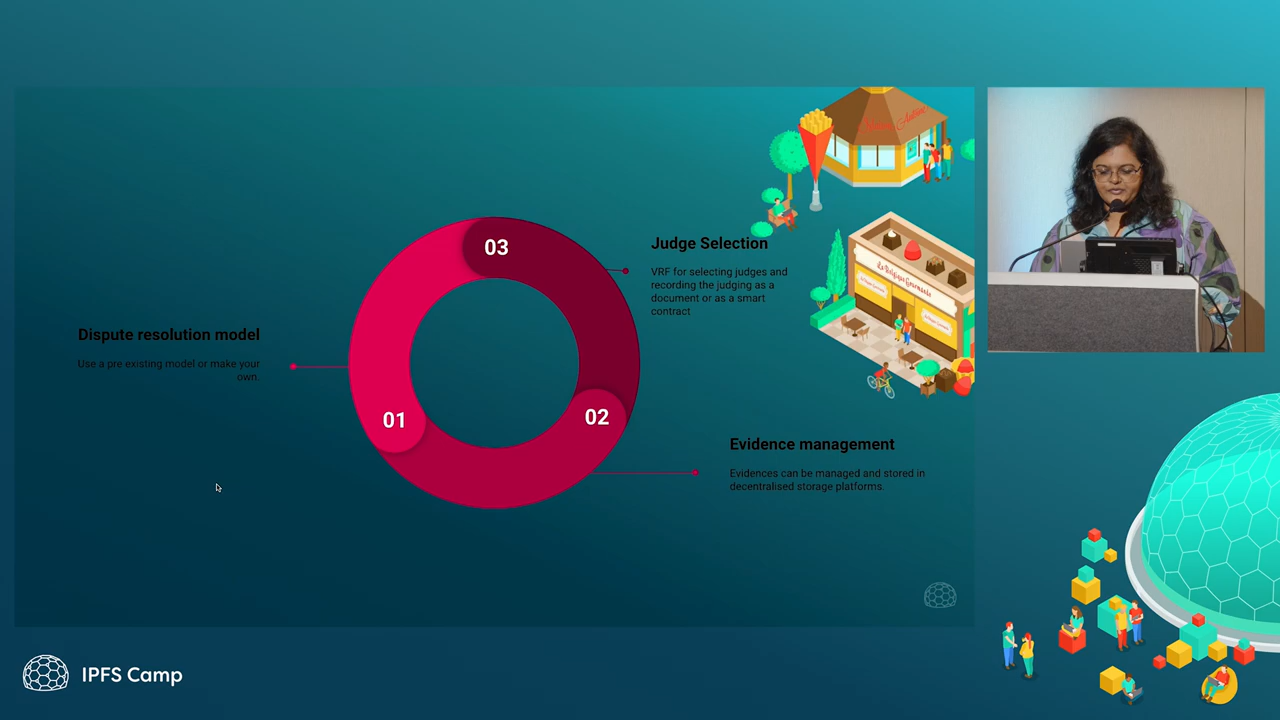 03
Judge Selection
VRF for selecting judges and
recording the judging as a
document or as a smart
contract
Dispute resolution model
Use a pre existing model or make your
own.
01
02
Evidence management
Evidences can be managed and stored in
decentralised storage platforms.
IPFS Camp